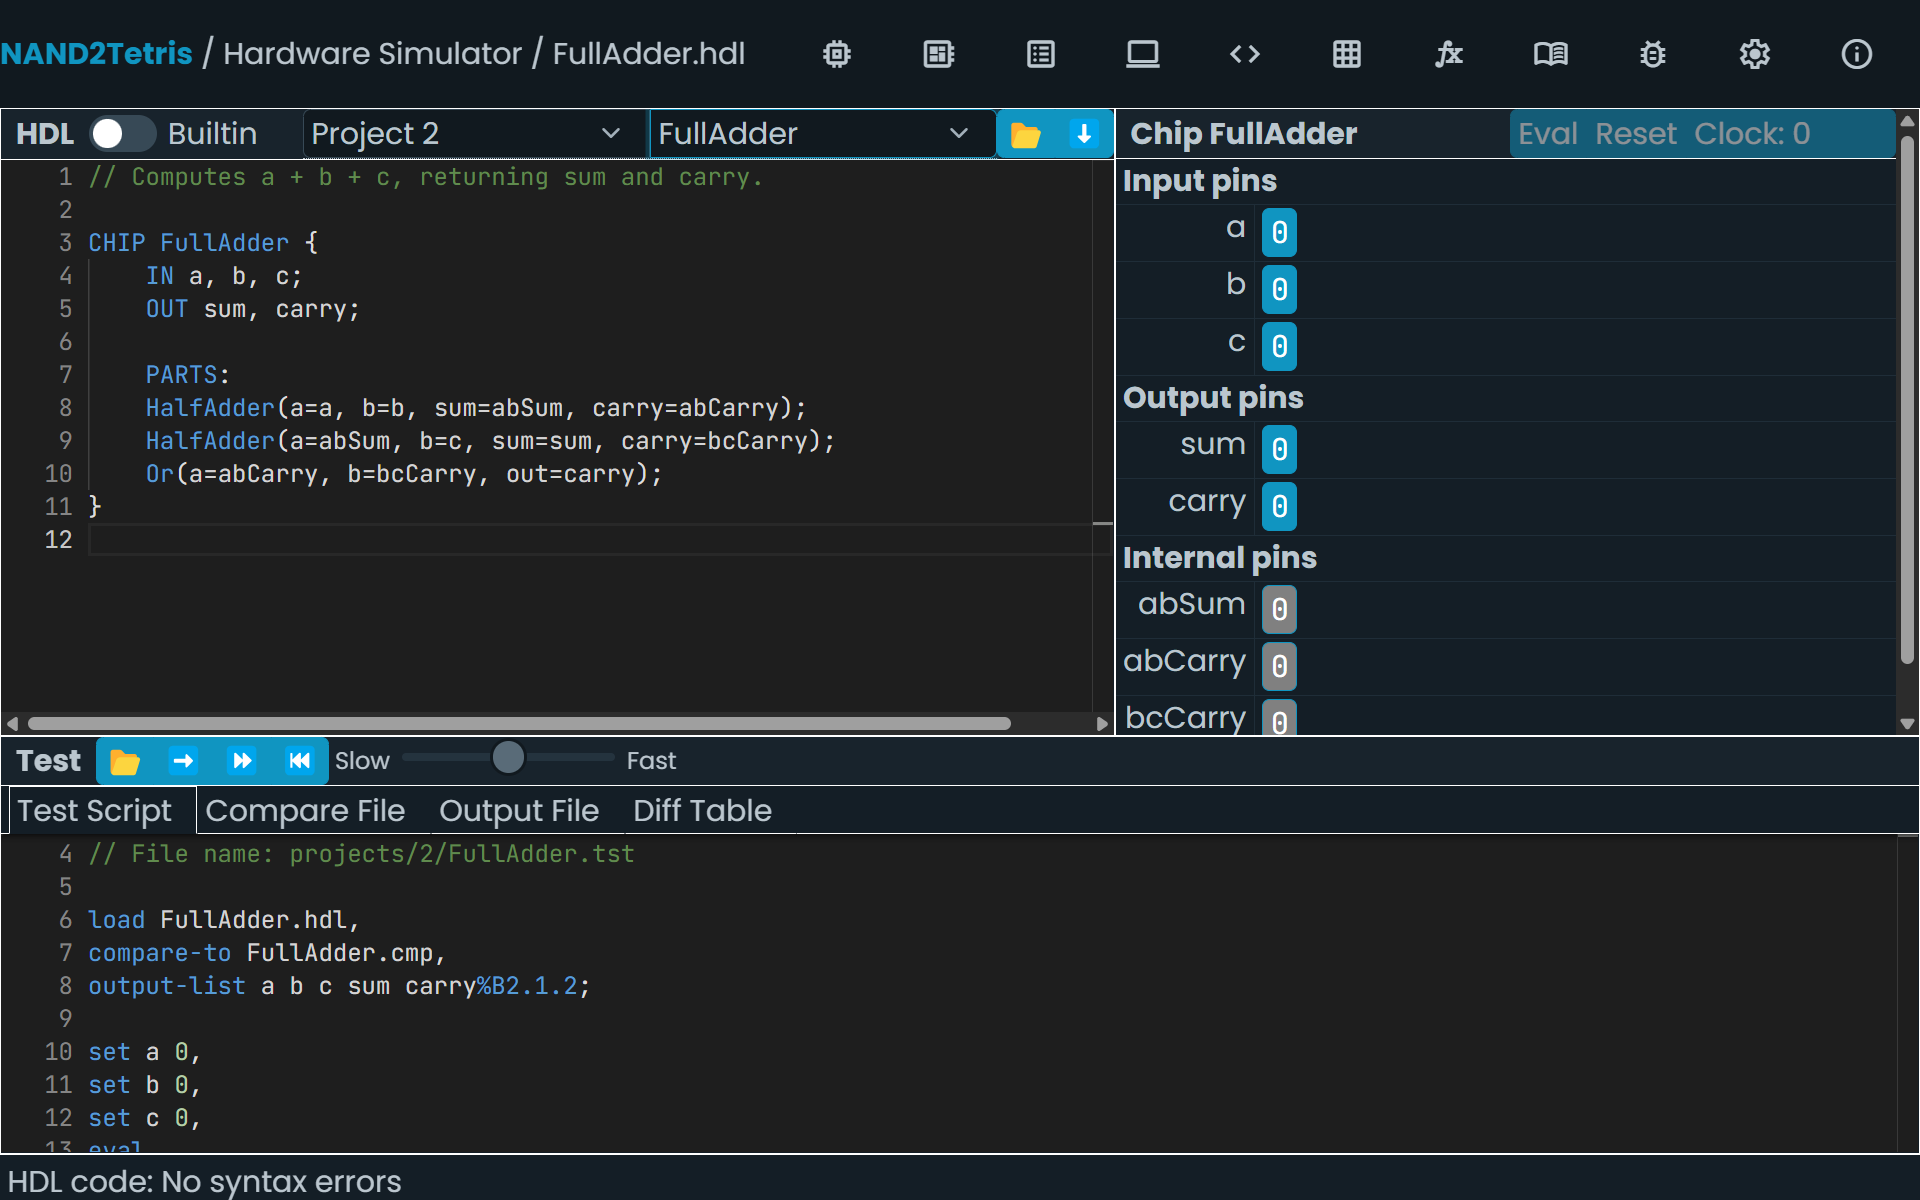 NAND2Tetris / Hardware Simulator / FullAdder.hdl
HDL Builtin Project 2 FullAdder
1 // Computes a + b + c, returning sum and carry.
2
3 CHIP FullAdder {
4 IN a, b, c;
5 OUT sum, carry;
6
7 PARTS:
8 HalfAdder(a=a, b=b, sum=abSum, carry=abCarry);
9 HalfAdder(a=abSum, b=c, sum=sum, carry=bcCarry);
10 Or(a=abCarry, b=bcCarry, out=carry);
11 }
12
Chip FullAdder Eval Reset Clock: 0
Input pins
a 0
b 0
c 0
Output pins
sum 0
carry 0
Internal pins
abSum 0
abCarry 0
bcCarry 0
Test Slow Fast
Test Script Compare File Output File Diff Table
4 // File name: projects/2/FullAdder.tst
5
6 load FullAdder.hdl,
7 compare-to FullAdder.cmp,
8 output-list a b c sum carry%B2.1.2;
9
10 set a 0,
11 set b 0,
12 set c 0,
13 eval
HDL code: No syntax errors